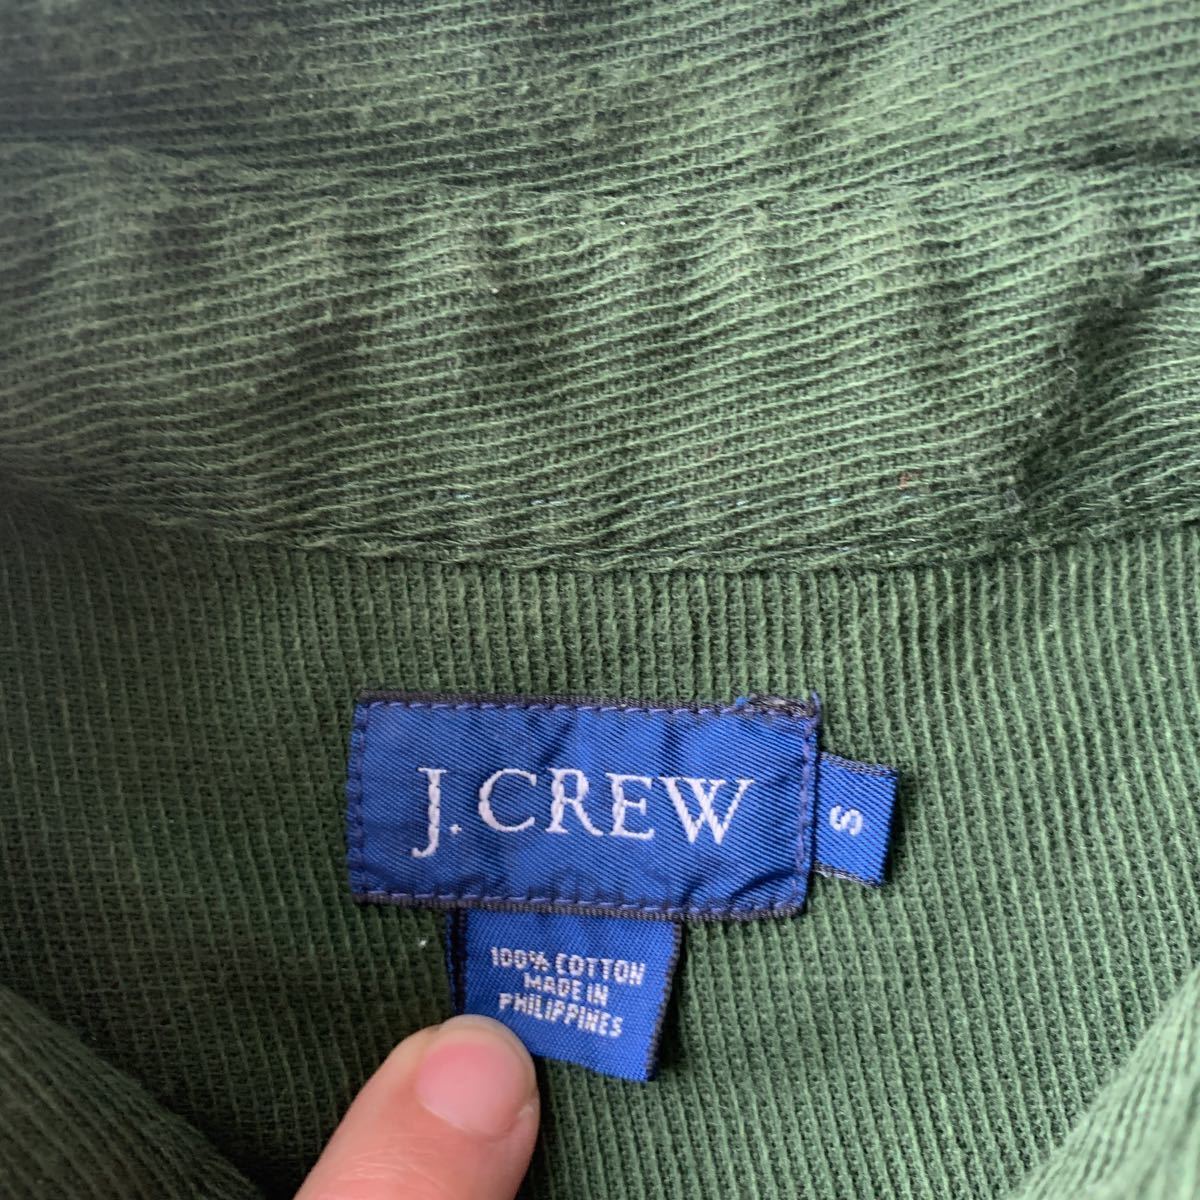 J.CREW
S
100% COTTON
MADE IN
PHILIPPINES